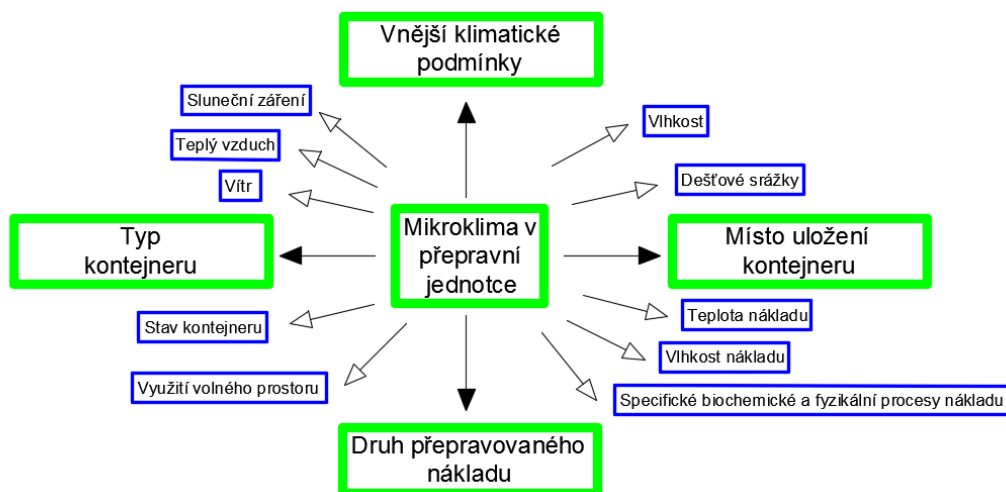 Vnější klimatické
podmínky
Sluneční záření
Vlhkost
Teplý vzduch
Dešťové srážky
Vítr
Typ
kontejneru
Mikroklima v
přepravní
jednotce
Místo uložení
kontejneru
Stav kontejneru
Teplota nákladu
Vlhkost nákladu
Využití volného prostoru
Specifické biochemické a fyzikální procesy nákladu
Druh přepravovaného
nákladu